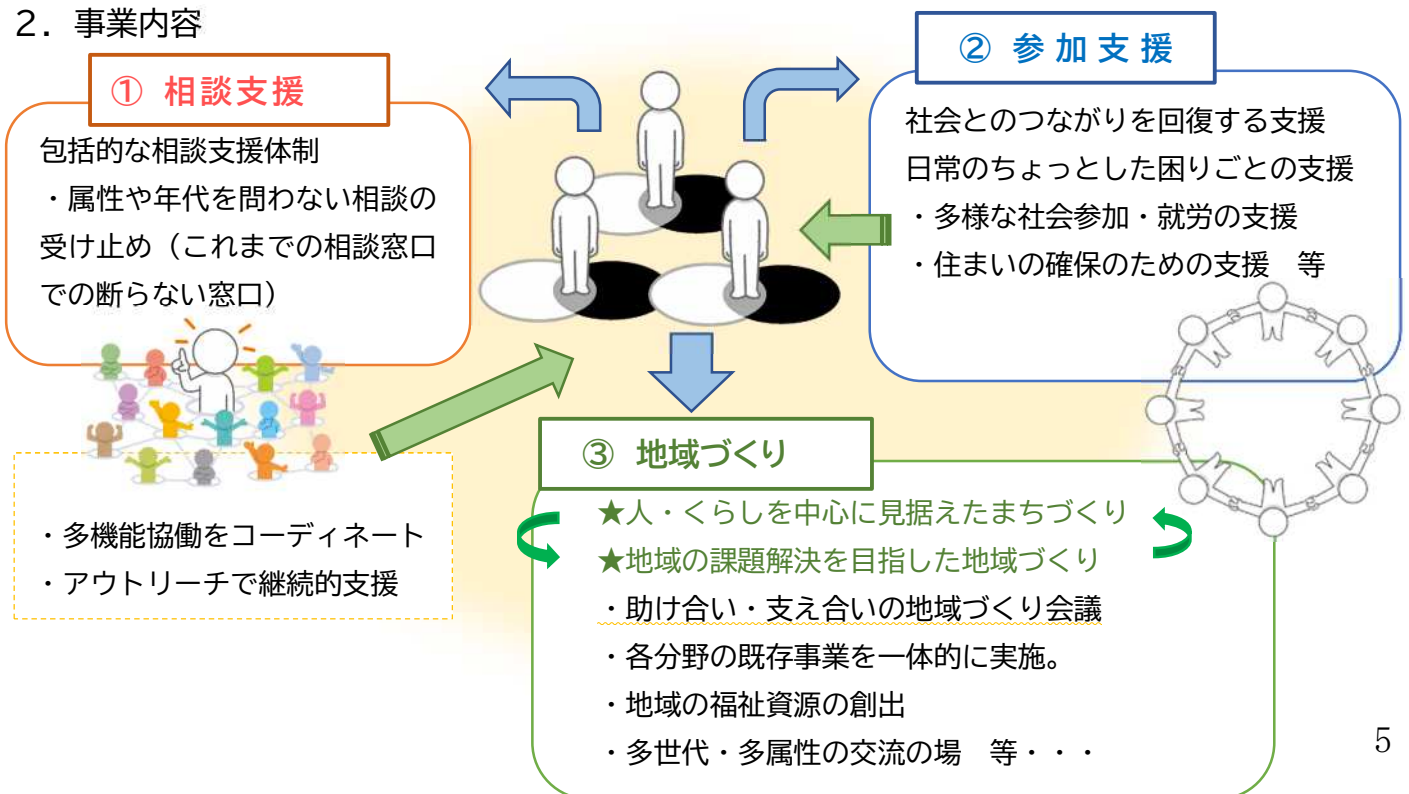 2．事業内容
① 相談支援
包括的な相談支援体制
・属性や年代を問わない相談の
受け止め（これまでの相談窓口
での断らない窓口）
・多機能協働をコーディネート
・アウトリーチで継続的支援
② 参加支援
社会とのつながりを回復する支援
日常のちょっとした困りごとの支援
・多様な社会参加・就労の支援
・住まいの確保のための支援　等
③ 地域づくり
★人・くらしを中心に見据えたまちづくり
★地域の課題解決を目指した地域づくり
・助け合い・支え合いの地域づくり会議
・各分野の既存事業を一体的に実施。
・地域の福祉資源の創出
・多世代・多属性の交流の場　等・・・
5